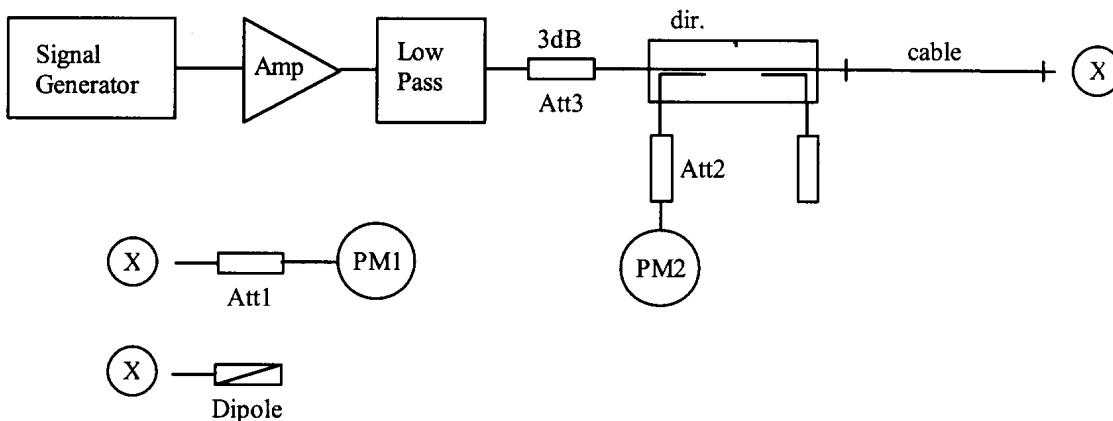 Signal
Generator
Amp
Low
Pass
3dB
Att3
dir.
cable
X
Att2
PM2
X
Att1
PM1
X
Dipole